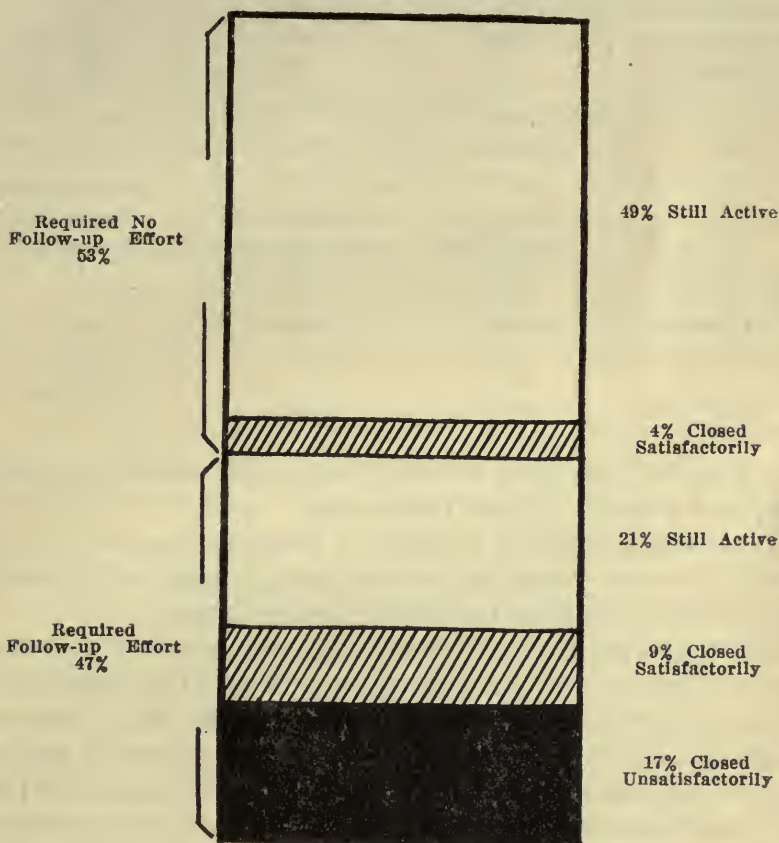 Required No
Follow-up Effort
53%
49% Still Active
4% Closed
Satisfactorily
21% Still Active
Required
Follow-up Effort
47%
9% Closed
Satisfactorily
17% Closed
Unsatisfactorily